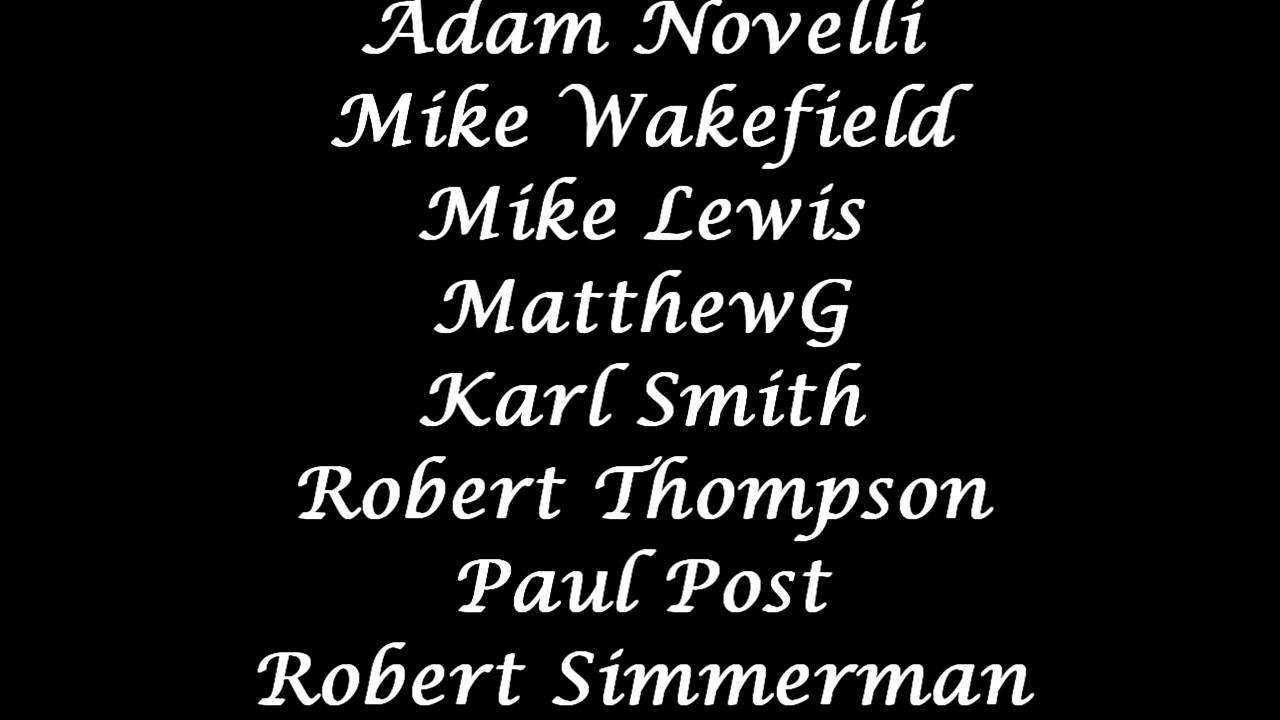 Adam Novelli
Mike Wakefield
Mike Lewis
MatthewG
Karl Smith
Robert Thompson
Paul Post
Robert Simmerman